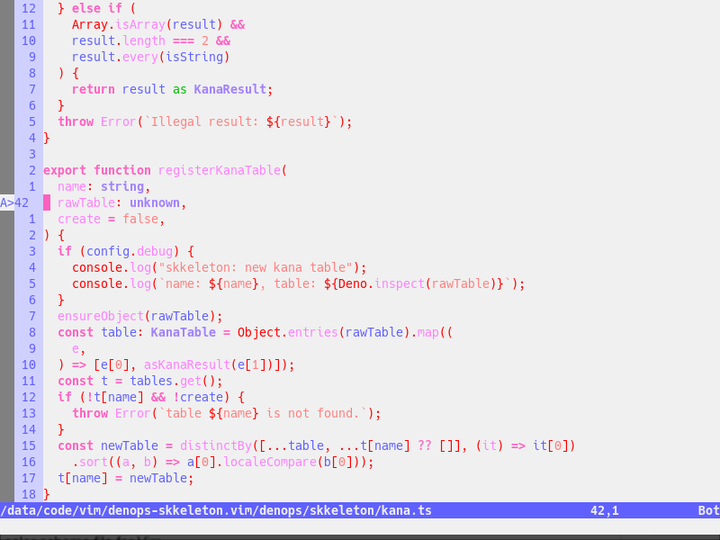 12   } else if (
11     Array.isArray(result) &&
10     result.length === 2 &&
9     result.every(isString)
8   ) {
7     return result as KanaResult;
6   }
5   throw Error(`Illegal result: ${result}`);
4 }
3
2 export function registerKanaTable(
1   name: string,
A>42   rawTable: unknown,
1   create = false,
2 ) {
3   if (config.debug) {
4     console.log("skkeleton: new kana table");
5     console.log(`name: ${name}, table: ${Deno.inspect(rawTable)}`);
6   }
7   ensureObject(rawTable);
8   const table: KanaTable = Object.entries(rawTable).map((
9     e,
10   ) => [e[0], asKanaResult(e[1])]);
11   const t = tables.get();
12   if (!t[name] && !create) {
13     throw Error(`table ${name} is not found.`);
14   }
15   const newTable = distinctBy([...table, ...t[name] ?? []], (it) => it[0])
16     .sort((a, b) => a[0].localeCompare(b[0]));
17   t[name] = newTable;
18 }
/data/code/vim/denops-skkeleton.vim/denops/skkeleton/kana.ts 42,1 Bot